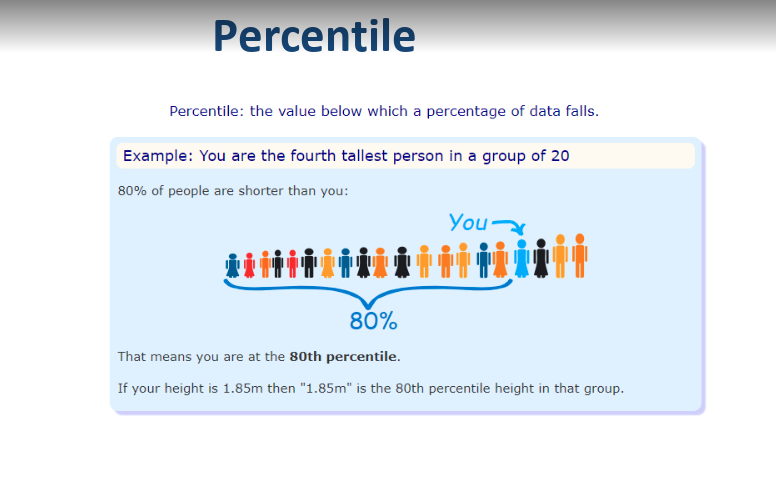 Percentile
Percentile: the value below which a percentage of data falls.
Example: You are the fourth tallest person in a group of 20
80% of people are shorter than you:
You
80%
That means you are at the 80th percentile.
If your height is 1.85m then "1.85m" is the 80th percentile height in that group.